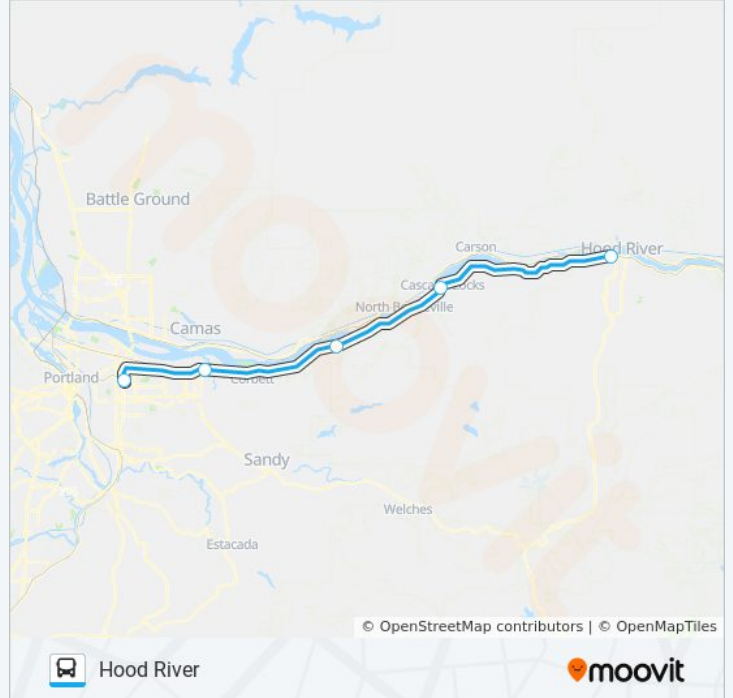 Battle Ground
Carson
Hood River
Cascade Locks
North Bonneville
Camas
Portland
Corbett
Sandy
Welches
Estacada
moovit
© OpenStreetMap contributors | © OpenMapTiles
Hood River
moovit